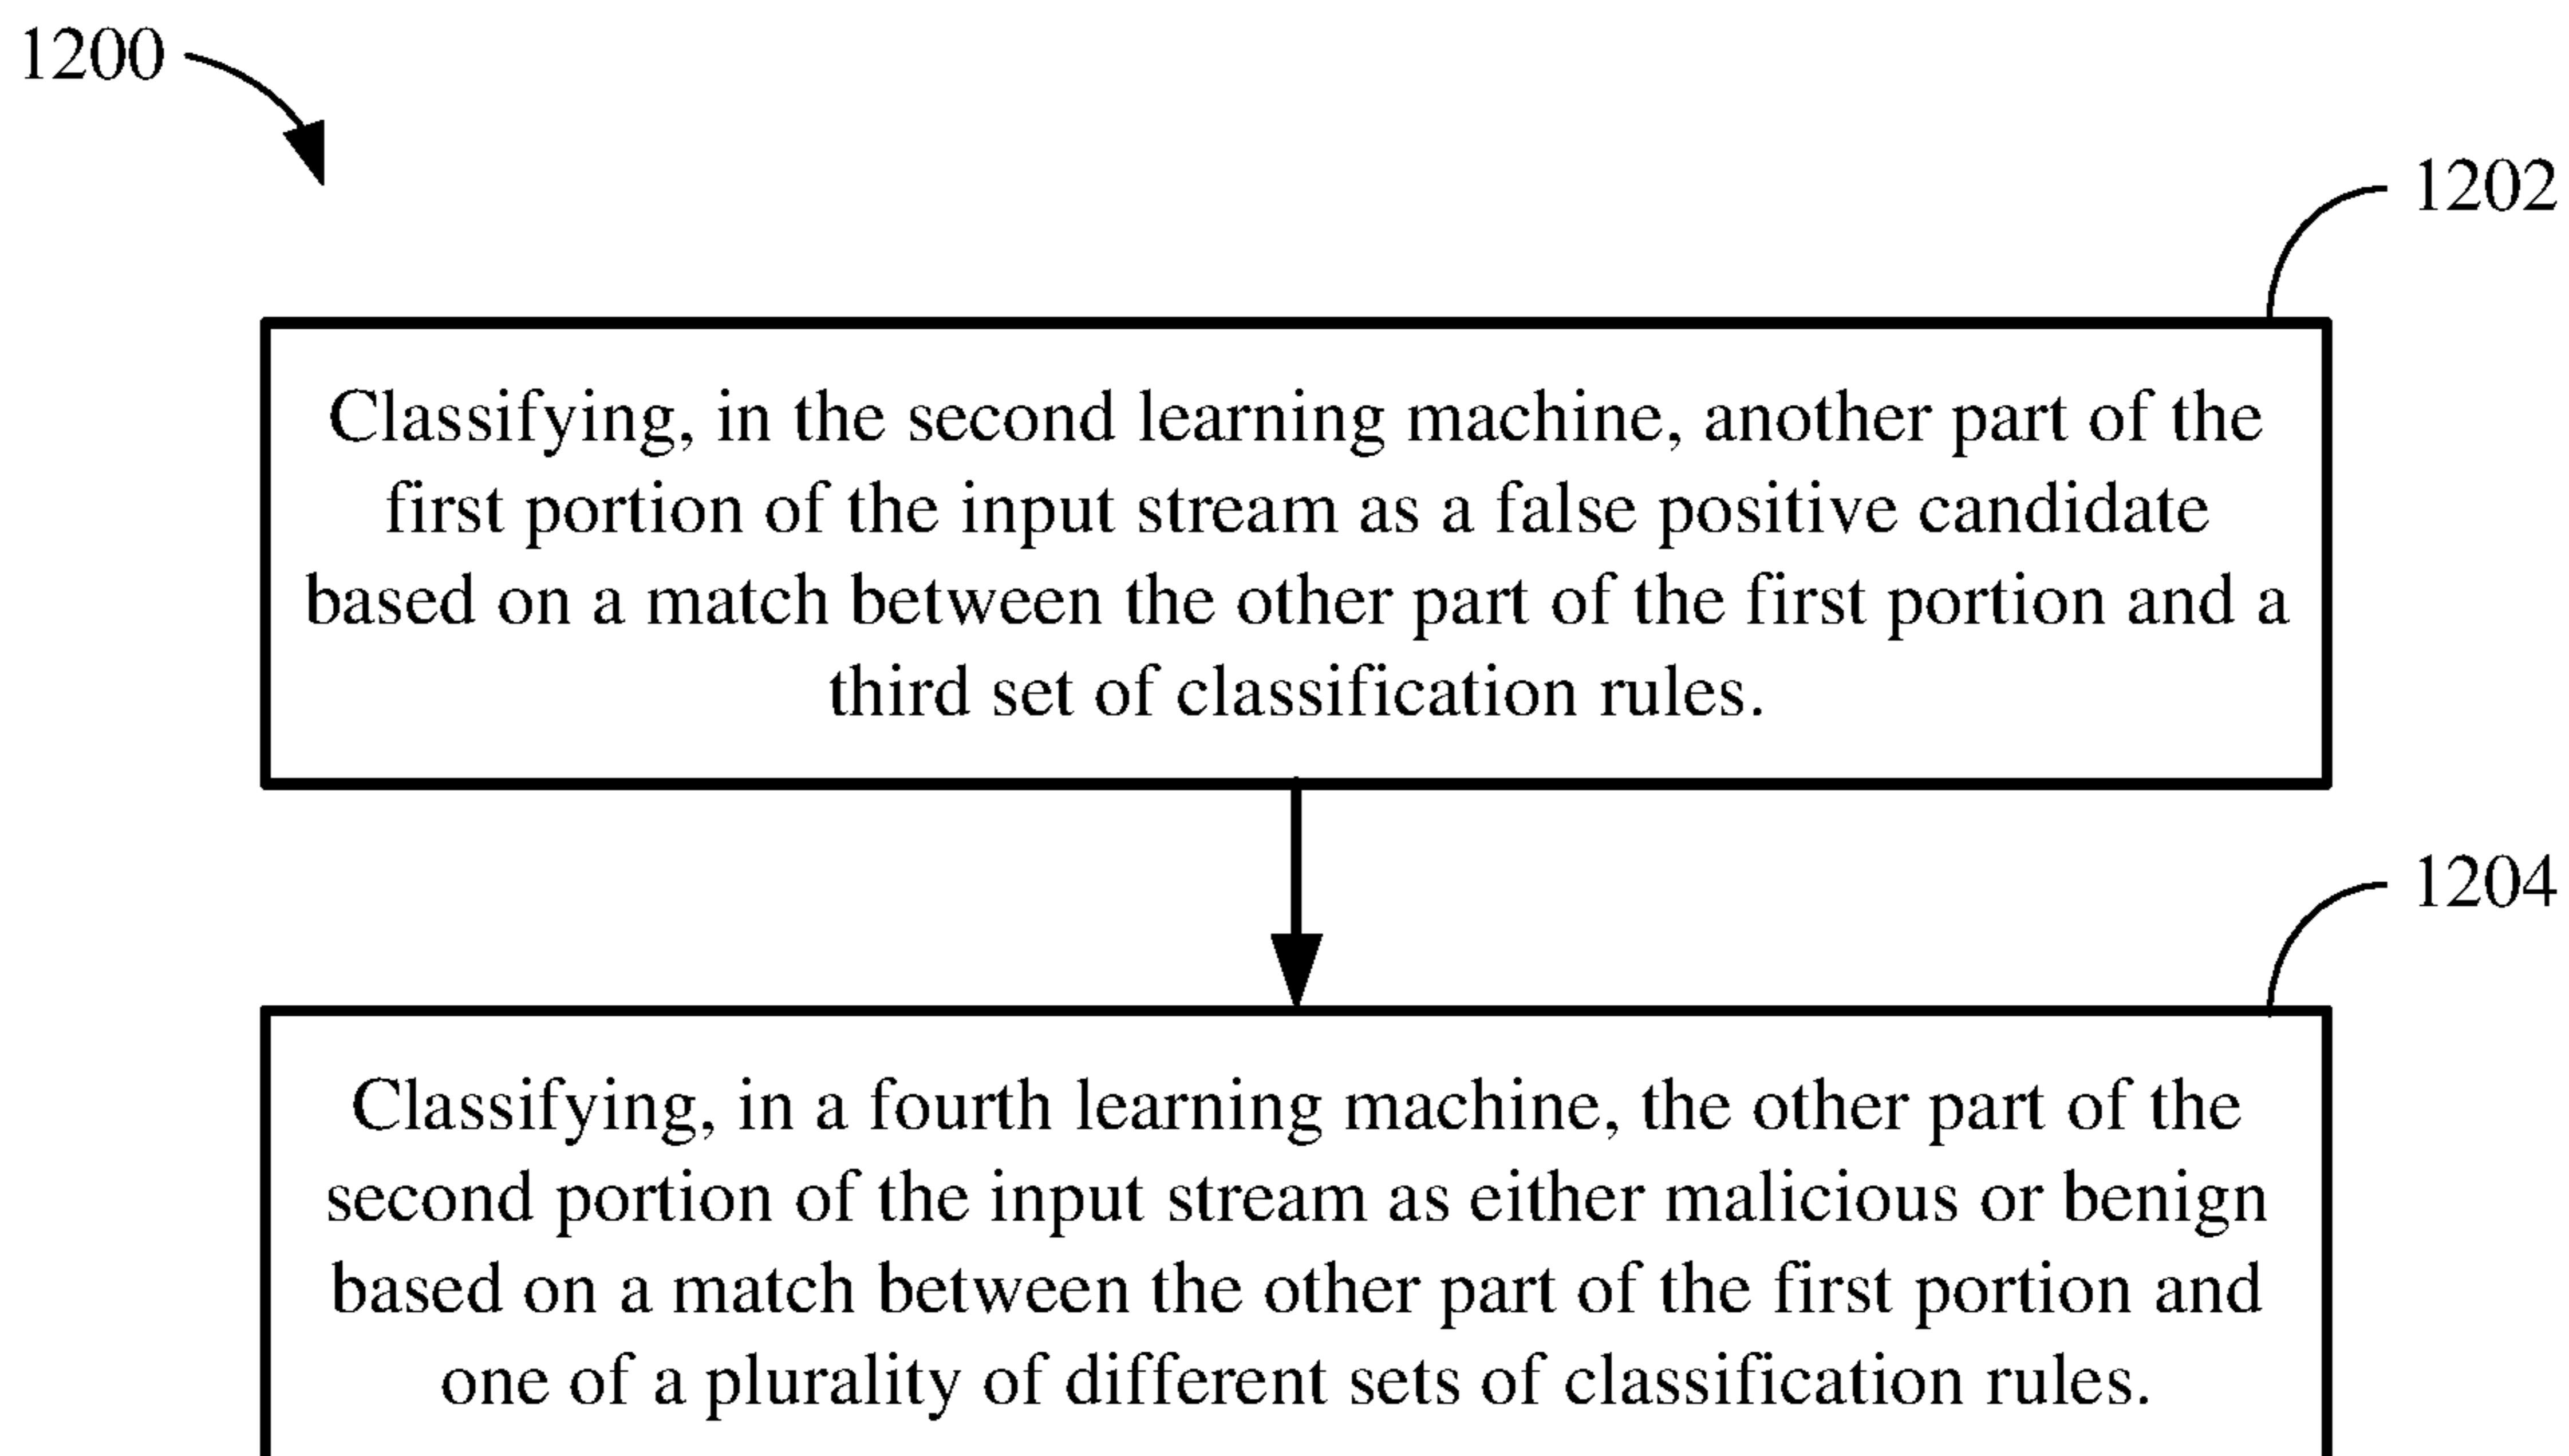 1200
1202
Classifying, in the second learning machine, another part of the
first portion of the input stream as a false positive candidate
based on a match between the other part of the first portion and a
third set of classification rules.
1204
Classifying, in a fourth learning machine, the other part of the
second portion of the input stream as either malicious or benign
based on a match between the other part of the first portion and
one of a plurality of different sets of classification rules.